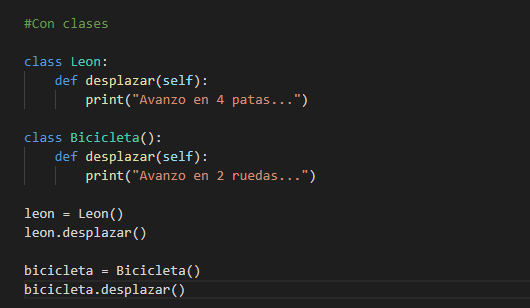 #Con clases
class Leon:
    def desplazar(self):
        print("Avanzo en 4 patas...")
class Bicicleta():
    def desplazar(self):
        print("Avanzo en 2 ruedas...")
leon = Leon()
leon.desplazar()
bicicleta = Bicicleta()
bicicleta.desplazar()